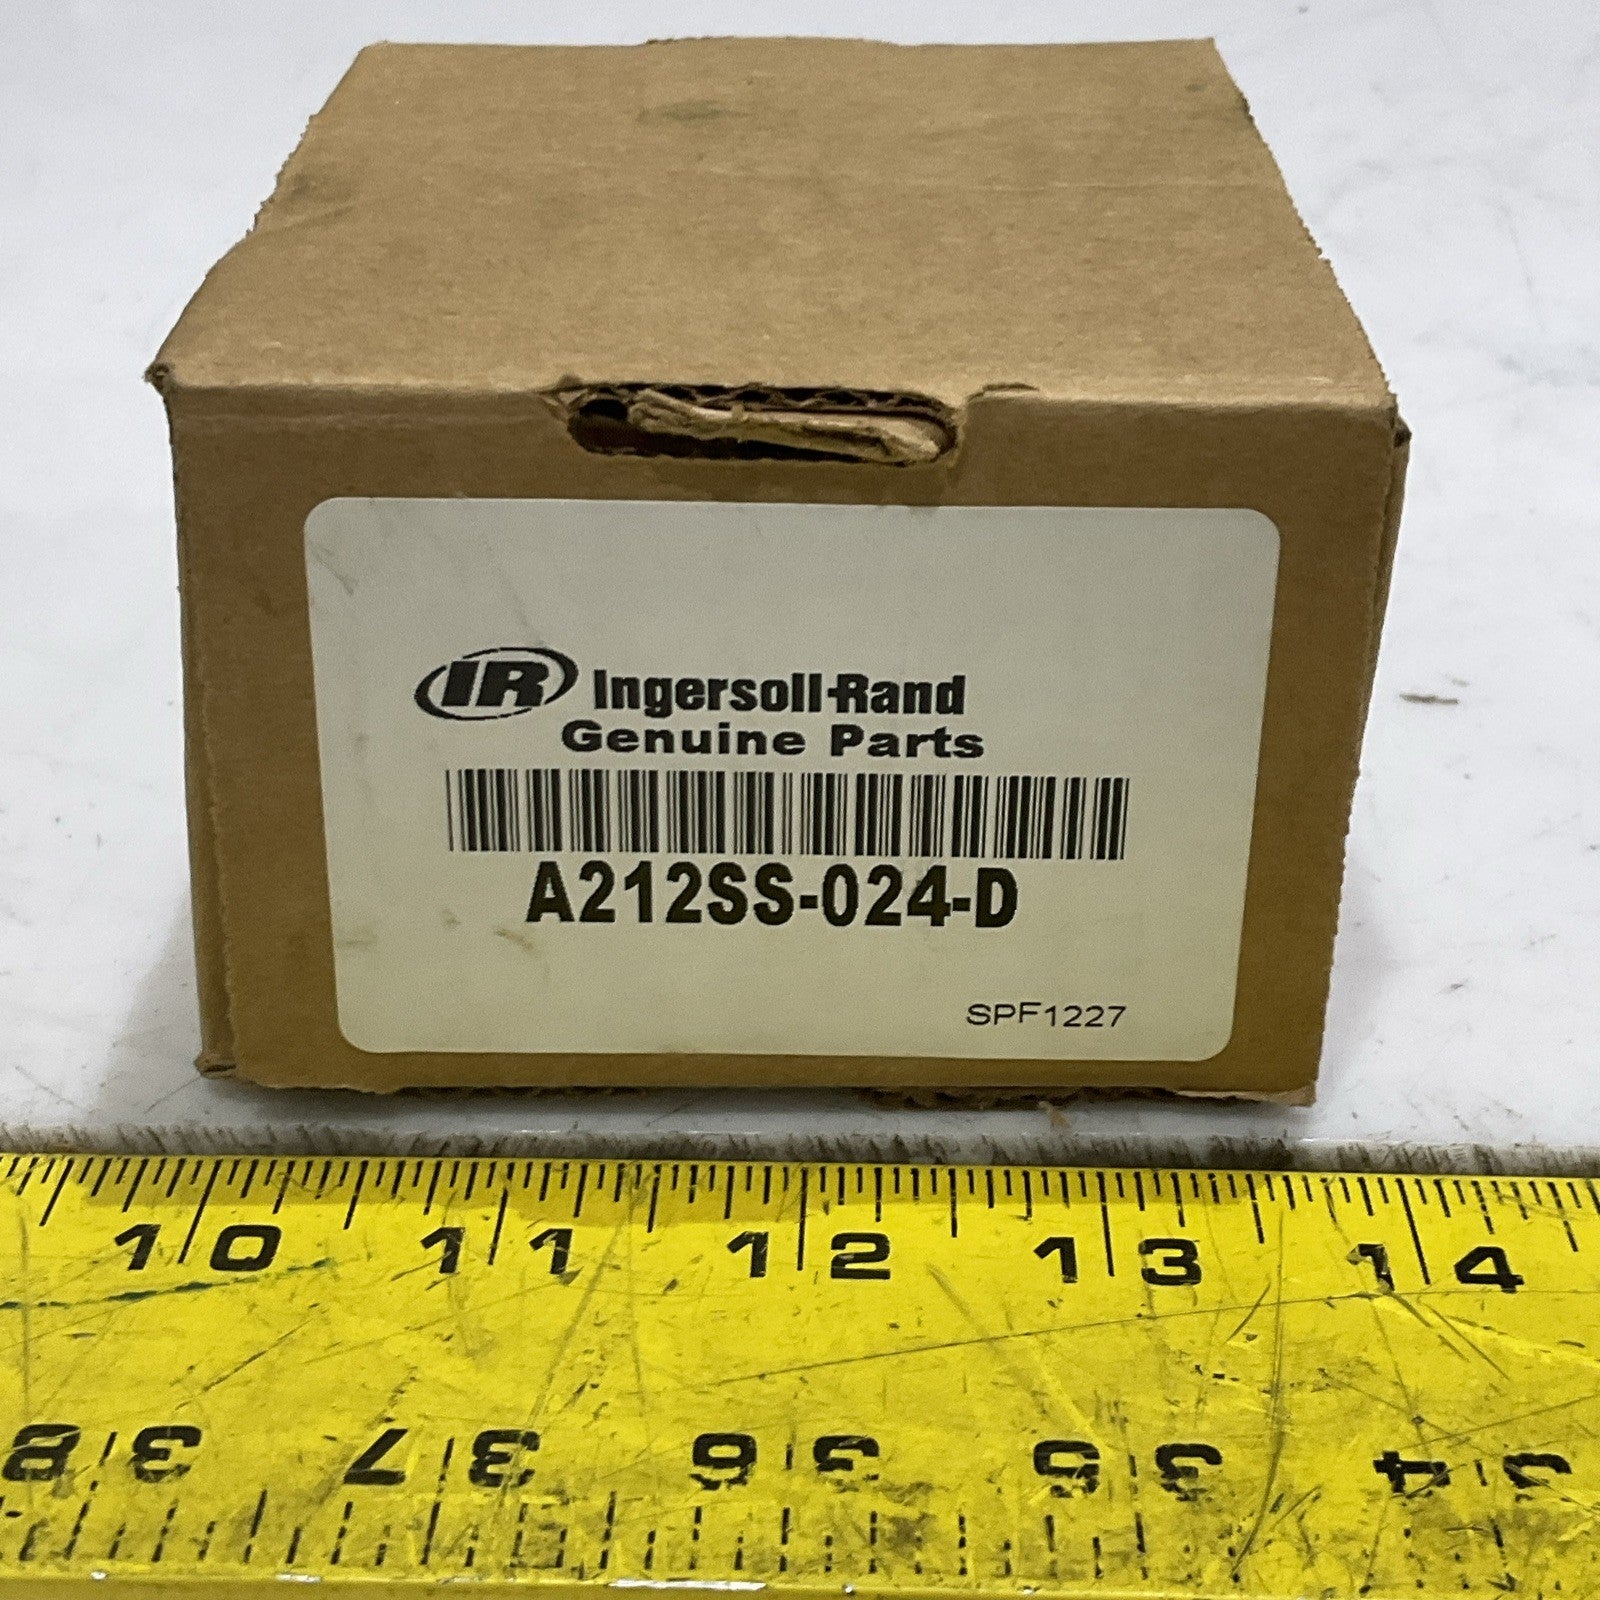 IR Ingersoll-Rand
Genuine Parts
A212SS-024-D
SPF1227
10 11 12 13 14
38 37 36 35 34